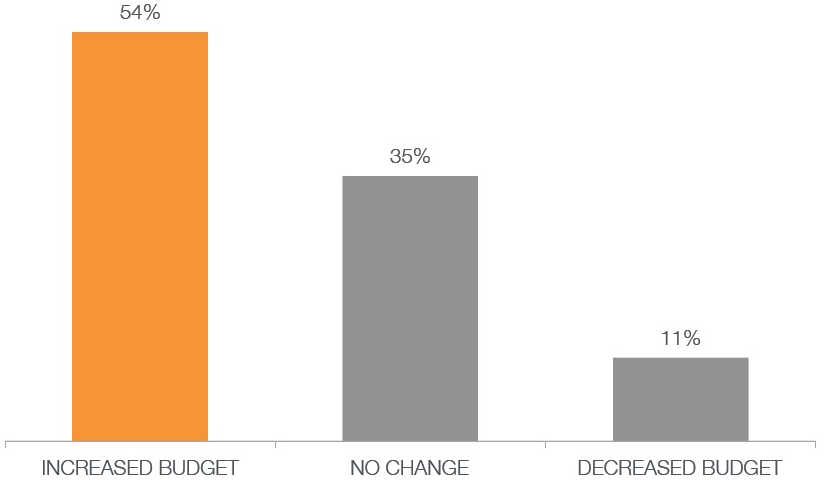 54%
35%
11%
INCREASED BUDGET
NO CHANGE
DECREASED BUDGET